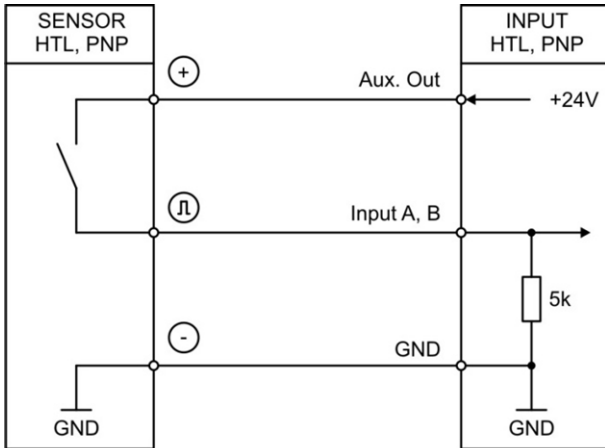 SENSOR
HTL, PNP
INPUT
HTL, PNP
+
Aux. Out
+24V
Input A, B
5k
-
GND
GND
GND